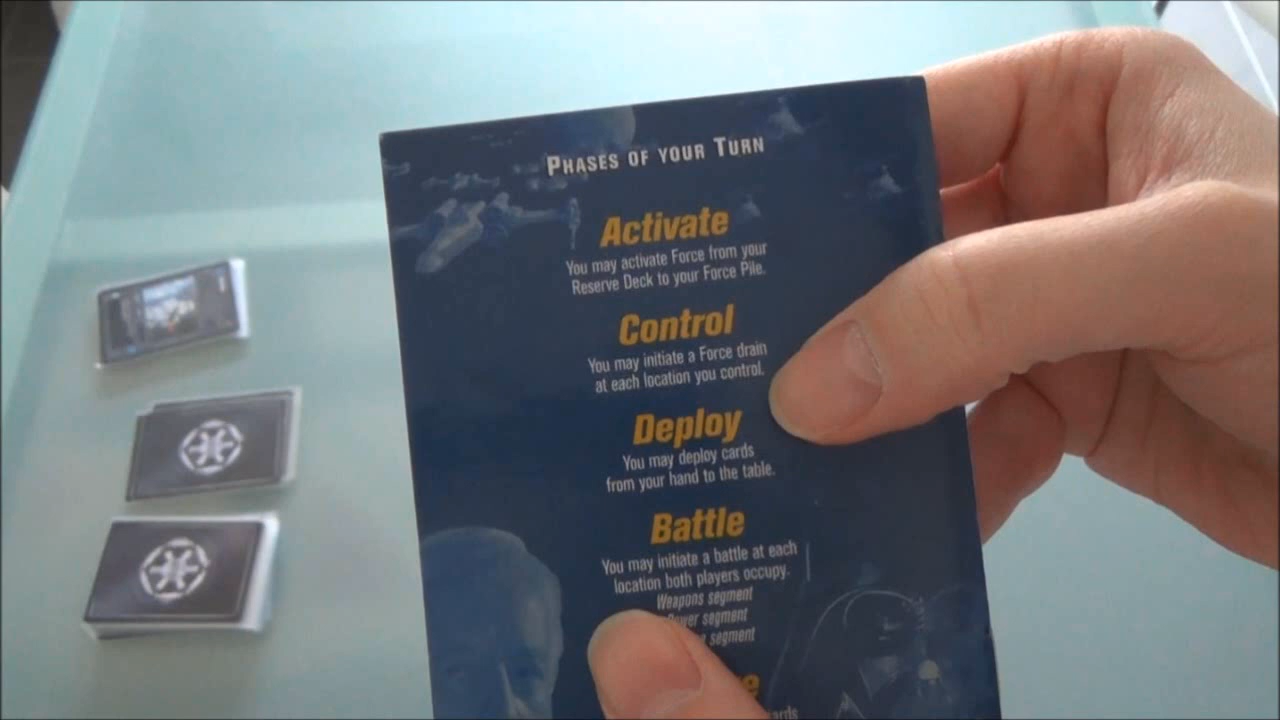 PHASES OF YOUR TURN
Activate
You may activate Force from your
Reserve Deck to your Force Pile.
Control
You may initiate a Force drain
at each location you control.
Deploy
You may deploy cards
from your hand to the table.
Battle
You may initiate a battle at each
location both players occupy.
Weapons segment
segment
segment